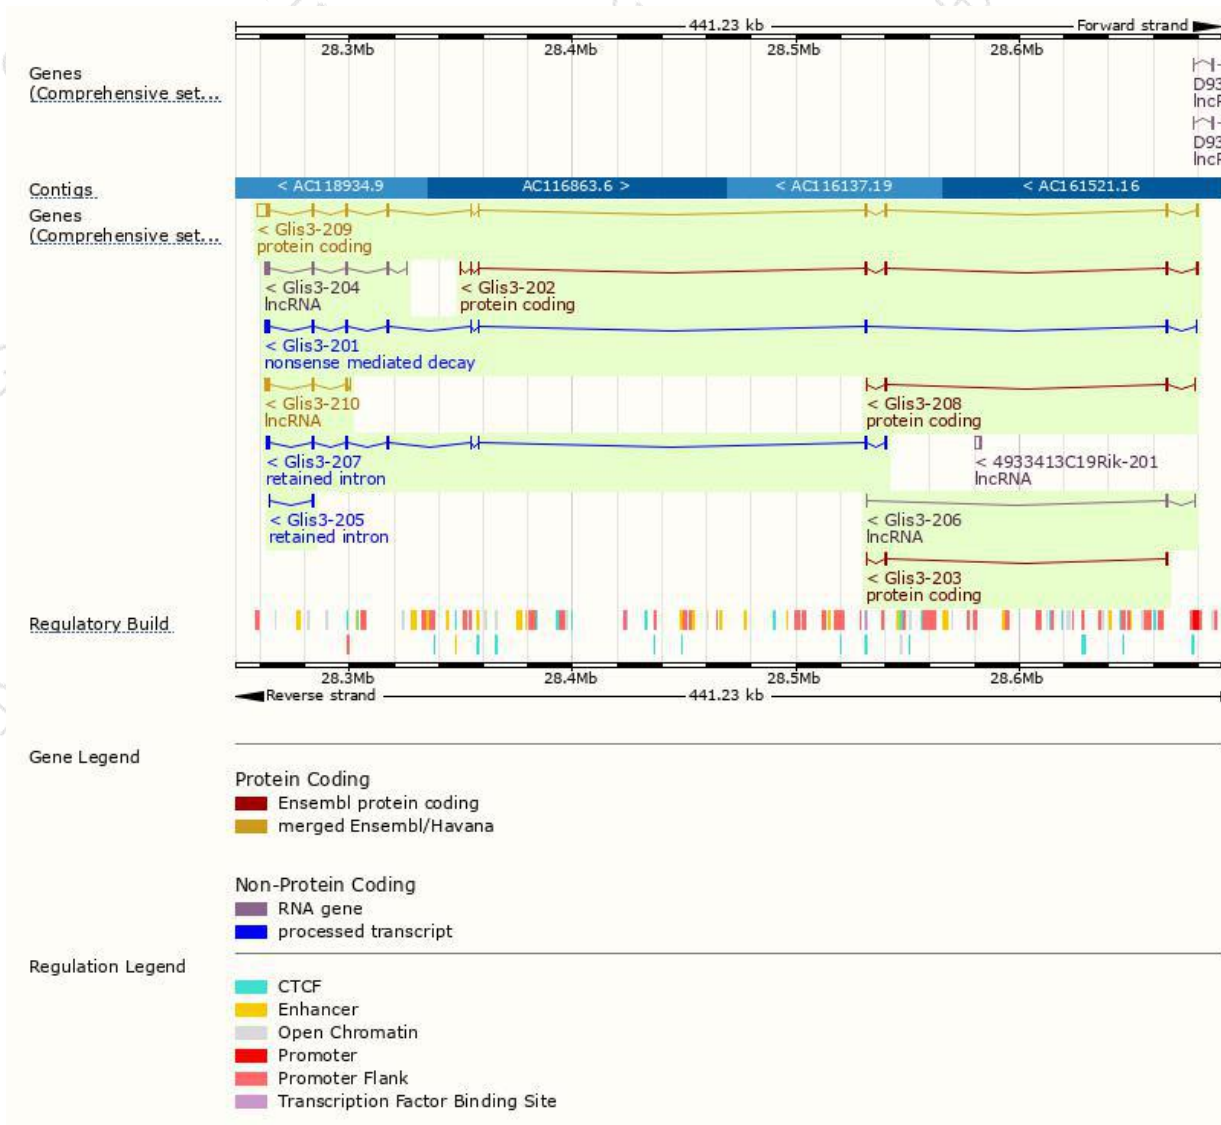 441.23 kb Forward strand
28.3Mb 28.4Mb 28.5Mb 28.6Mb
Genes
(Comprehensive set...
D93
lncR
D93
lncR
Contigs
< AC118934.9 AC116863.6 > < AC116137.19 < AC161521.16
Genes
(Comprehensive set...
< Glis3-209
protein coding
< Glis3-204 < Glis3-202
lncRNA protein coding
< Glis3-201
nonsense mediated decay
< Glis3-210 < Glis3-208
lncRNA protein coding
< Glis3-207 < 4933413C19Rik-201
retained intron lncRNA
< Glis3-205 < Glis3-206
retained intron lncRNA
< Glis3-203
protein coding
Regulatory Build
28.3Mb 28.4Mb 28.5Mb 28.6Mb
Reverse strand 441.23 kb
Gene Legend
Protein Coding
Ensembl protein coding
merged Ensembl/Havana
Non-Protein Coding
RNA gene
processed transcript
Regulation Legend
CTCF
Enhancer
Open Chromatin
Promoter
Promoter Flank
Transcription Factor Binding Site